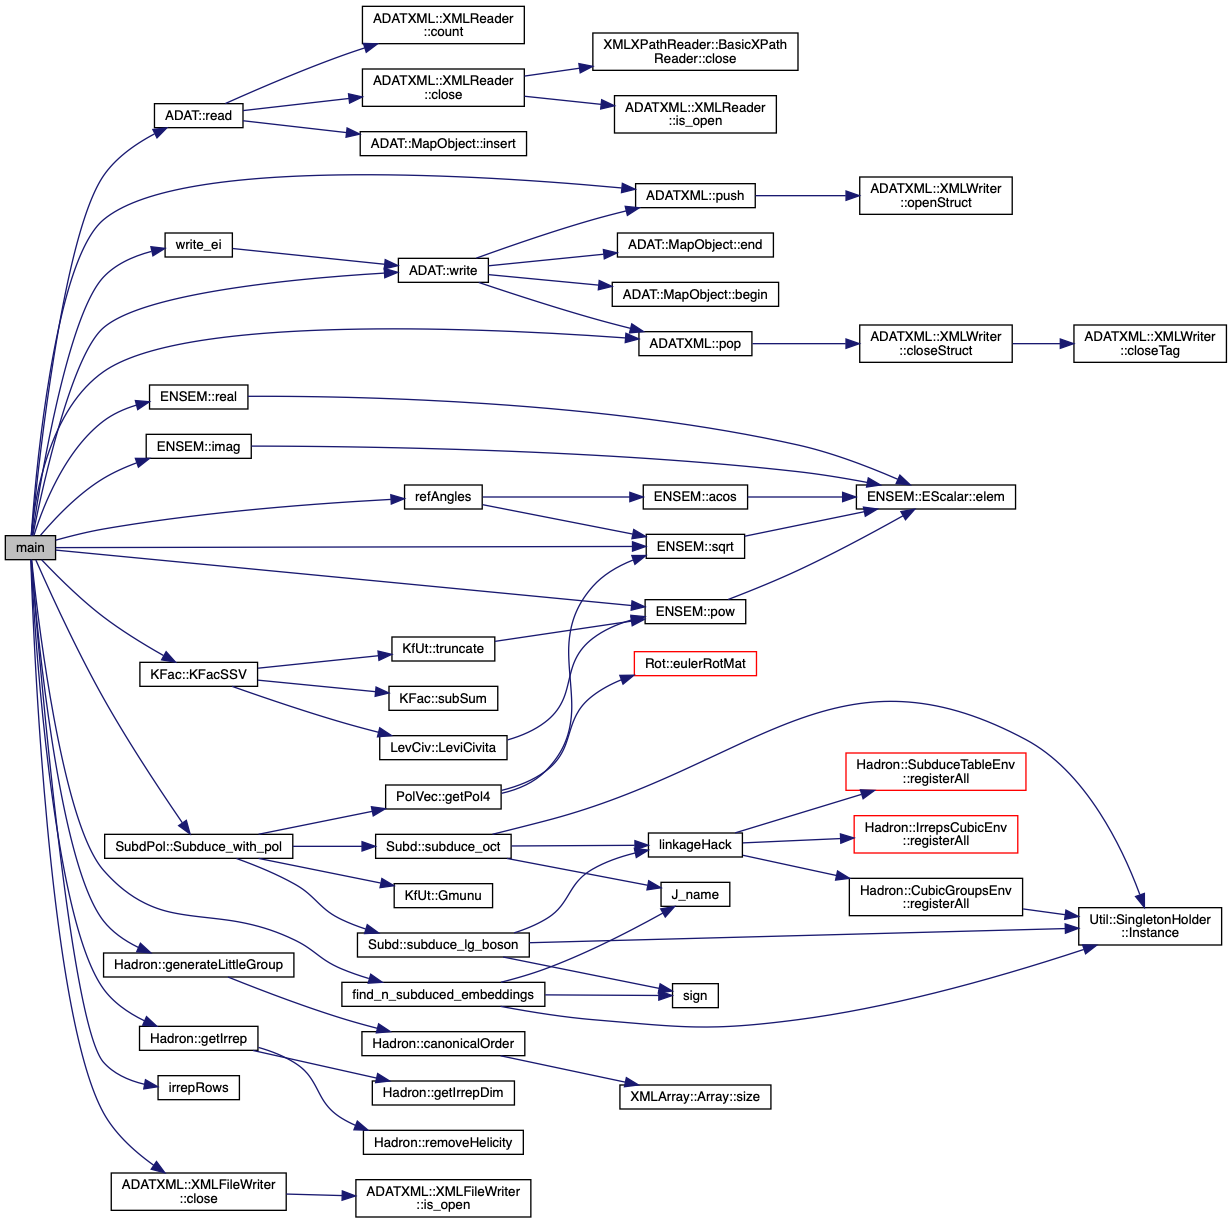 ADATXML::XMLReader
::count
XMLXPathReader::BasicXPath
Reader::close
ADATXML::XMLReader
::close
ADAT::read
ADATXML::XMLReader
::is_open
ADAT::MapObject::insert
ADATXML::push
ADATXML::XMLWriter
::openStruct
write_ei
ADAT::MapObject::end
ADAT::write
ADAT::MapObject::begin
ADATXML::pop
ADATXML::XMLWriter
::closeStruct
ADATXML::XMLWriter
::closeTag
ENSEM::real
ENSEM::imag
refAngles
ENSEM::acos
ENSEM::EScalar::elem
main
ENSEM::sqrt
ENSEM::pow
KfUt::truncate
Rot::eulerRotMat
KFac::KFacSSV
KFac::subSum
LevCiv::LeviCivita
Hadron::SubduceTableEnv
::registerAll
PolVec::getPol4
Hadron::IrrepsCubicEnv
::registerAll
SubdPol::Subduce_with_pol
Subd::subduce_oct
linkageHack
KfUt::Gmunu
J_name
Hadron::CubicGroupsEnv
::registerAll
Util::SingletonHolder
::Instance
Subd::subduce_lg_boson
Hadron::generateLittleGroup
find_n_subduced_embeddings
sign
Hadron::getIrrep
Hadron::canonicalOrder
irrepRows
Hadron::getIrrepDim
XMLArray::Array::size
Hadron::removeHelicity
ADATXML::XMLFileWriter
::close
ADATXML::XMLFileWriter
::is_open